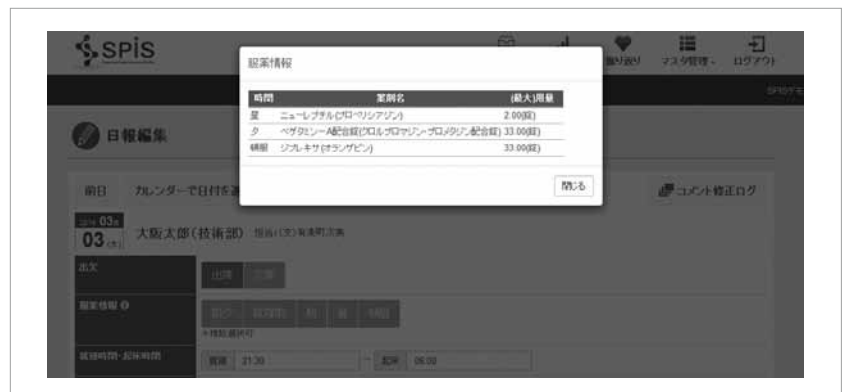 SPiS
振り返り マスタ管理 ログアウト
服薬情報
時間 薬剤名 (最大)用量
昼 ニューレプチル(プロペリシアジン) 2.00(錠)
夕 ベゲタミン-A配合錠(クロルプロマジン-プロメタジン配合錠) 33.00(錠)
頓服 ジプレキサ(オランザピン) 33.00(錠)
閉じる
日報編集
前日 カレンダーで日付を
コメント修正ログ
03月
03 大阪太郎(技術部)
出欠
服薬情報
就寝時間・起床時間 就寝 21:30 ~ 起床 06:00